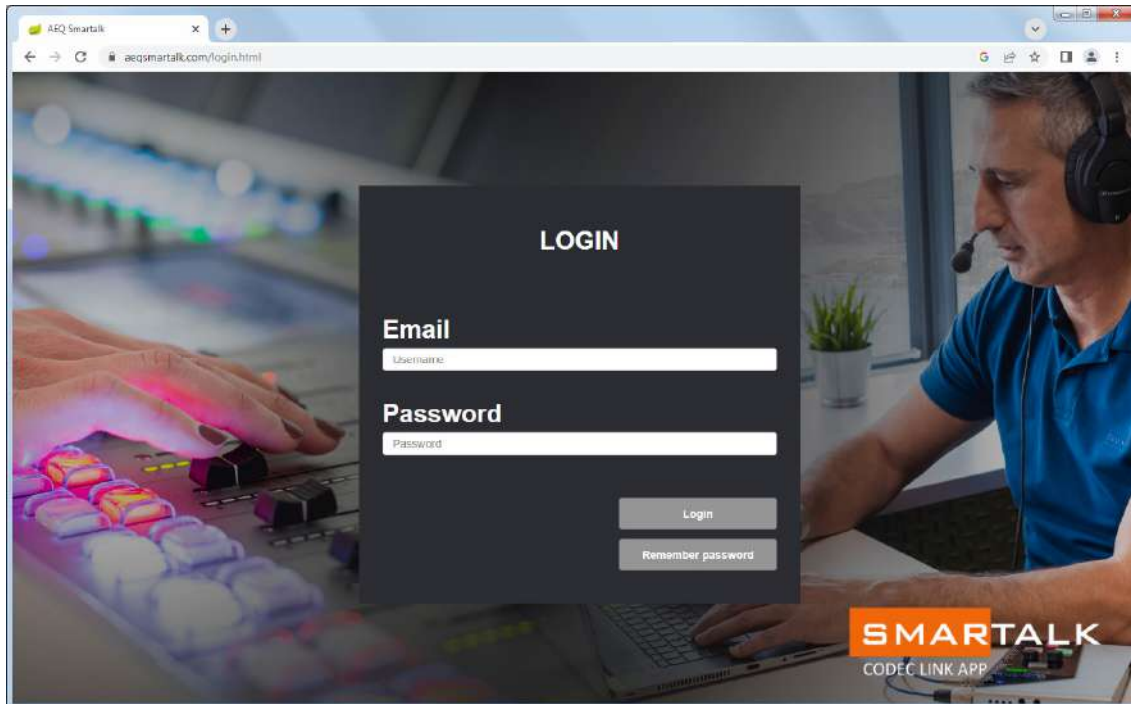 AEQ Smartalk
aeqsmartalk.com/login.html
LOGIN
Email
Username
Password
Password
Login
Remember password
SMARTALK
CODEC LINK APP